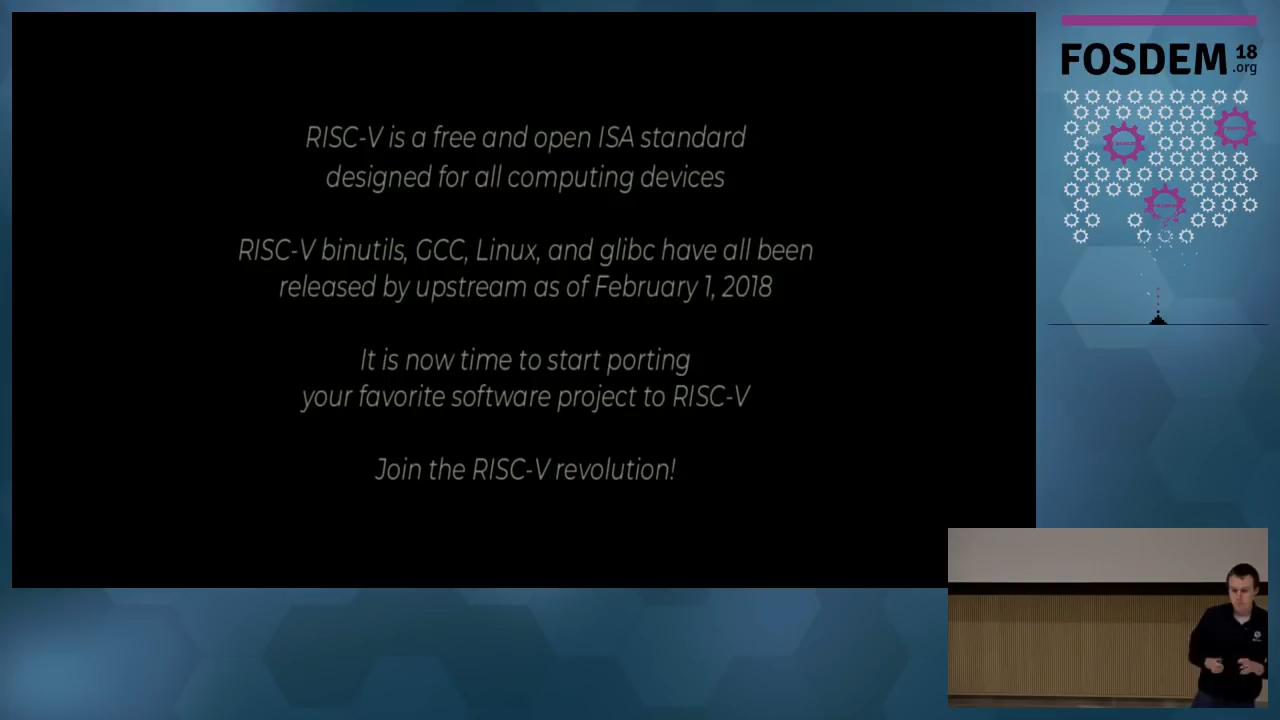 RISC-V is a free and open ISA standard
designed for all computing devices
RISC-V binutils, GCC, Linux, and glibc have all been
released by upstream as of February 1, 2018
It is now time to start porting
your favorite software project to RISC-V
Join the RISC-V revolution!
FOSDEM 18
.org